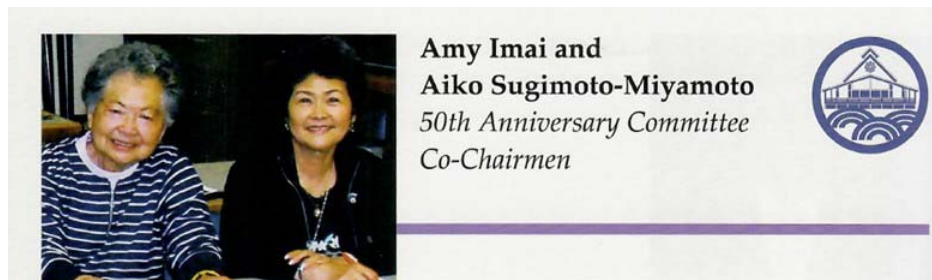 Amy Imai and
Aiko Sugimoto-Miyamoto
50th Anniversary Committee
Co-Chairmen